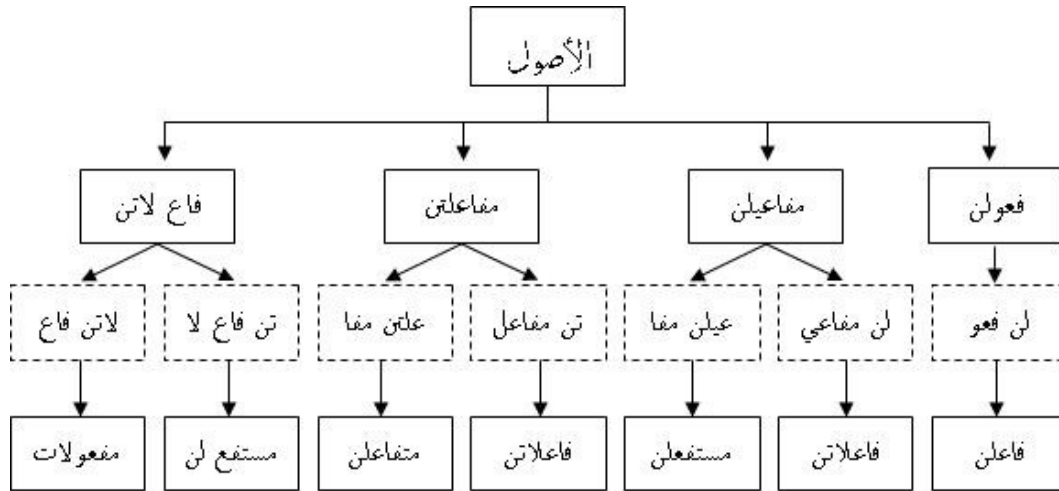 الأصول
فعولن
مفاعيلن
مفاعلتن
فاع لاتن
لن فعو
لن مفاعي
عيلن مفا
تن مفاعل
علتن مفا
تن فاع لا
لاتن فاع
فاعلن
فاعلاتن
مستفعلن
فاعلاتن
متفاعلن
مستفع لن
مفعولات